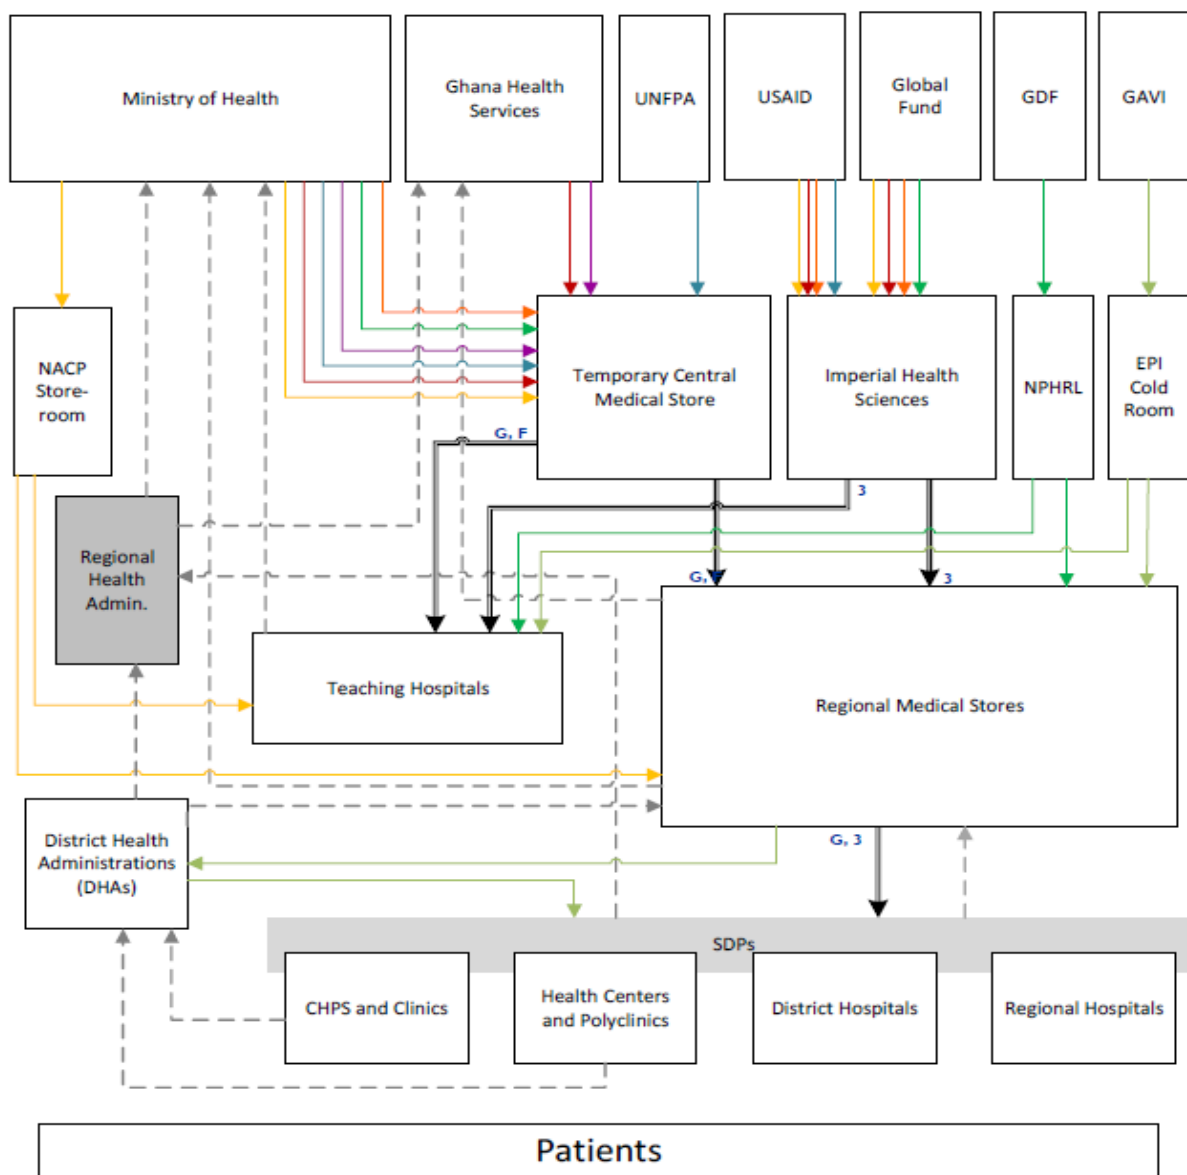 Ministry of Health
Ghana Health
Services
UNFPA
USAID
Global
Fund
GDF
GAVI
NACP
Store-
room
Temporary Central
Medical Store
Imperial Health
Sciences
NPHRL
EPI
Cold
Room
G, F
3
Regional
Health
Admin.
G,
3
Teaching Hospitals
Regional Medical Stores
District Health
Administrations
(DHAs)
G, 3
SDPs
CHPS and Clinics
Health Centers
and Polyclinics
District Hospitals
Regional Hospitals
Patients